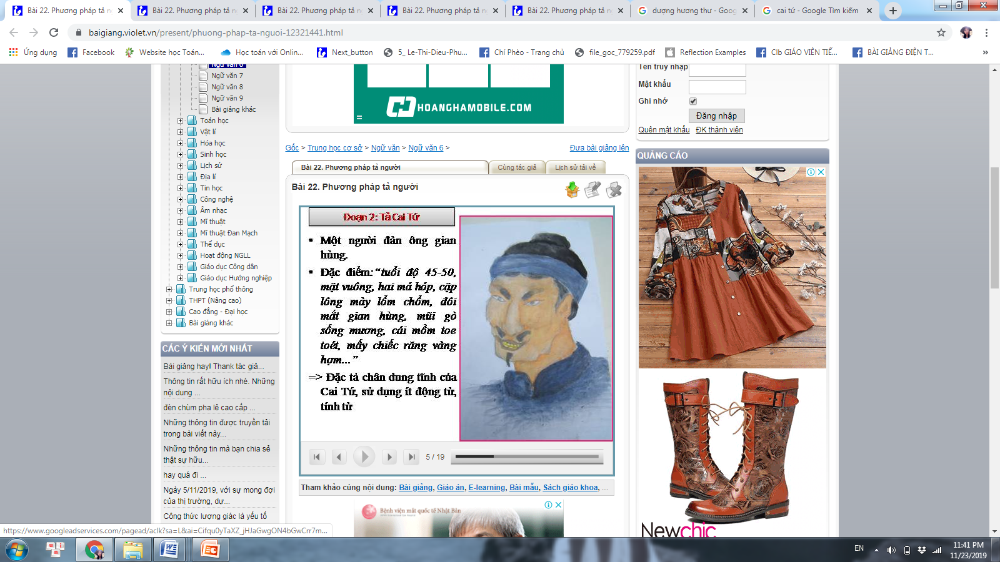 Bài 22. Phương pháp tả n
Bài 22. Phương pháp tả n
Bài 22. Phương pháp tả n
Bài 22. Phương pháp tả n
Bài 22. Phương pháp tả n
dượng hương thư - Goog
cai tứ - Google Tìm kiếm
baigiang.violet.vn/present/phuong-phap-ta-nguoi-12321441.html
Ứng dụng
Facebook
Website học Toán...
Học toán với Onlin...
Next_button
5_ Le-Thi-Dieu-Phu...
Chí Phèo - Trang chủ
file_goc_779259.pdf
Reflection Examples
Clb GIÁO VIÊN TIẾ...
BÀI GIẢNG ĐIỆN T...
»
Ngữ văn 6
Ngữ văn 7
Ngữ văn 8
Ngữ văn 9
Bài giảng khác
Toán học
Vật lí
Hóa học
Sinh học
Lịch sử
Địa lí
Tin học
Công nghệ
Âm nhạc
Mĩ thuật
Mĩ thuật Đan Mạch
Thể dục
Hoạt động NGLL
Giáo dục Công dân
Giáo dục Hướng nghiệp
Trung học phổ thông
THPT (Nâng cao)
Cao đẳng - Đại học
Bài giảng khác
CÁC Ý KIẾN MỚI NHẤT
Bài giảng hay! Thank tác giả...
Thông tin rất hữu ích nhé. Những
nội dung ...
đèn chùm pha lê cao cấp ...
Những thông tin được truyền tải
trong bài viết này...
Những thông tin mà bạn chia sẻ
thật sự hữu...
hay quá đi ...
Ngày 5/11/2019, với sự mong đợi
của thị trường, dự...
Công thức lượng giác là yếu tố
HOANGHAMOBILE.COM
Gốc > Trung học cơ sở > Ngữ văn > Ngữ văn 6 >
Đưa bài giảng lên
Bài 22. Phương pháp tả người
Cùng tác giả
Lịch sử tải về
Bài 22. Phương pháp tả người
Đoạn 2: Tả Cai Tứ
• Một người đàn ông gian
hùng.
• Đặc điểm:“tuổi độ 45-50,
mặt vuông, hai má hóp, cặp
lông mày lổm chổm, đôi
mắt gian hùng, mũi gò
sống mương, cái mồm toe
toét, mấy chiếc răng vàng
hợm...”
=> Đặc tả chân dung tĩnh của
Cai Tứ, sử dụng ít động từ,
tính từ
5 / 19
Tham khảo cùng nội dung: Bài giảng, Giáo án, E-learning, Bài mẫu, Sách giáo khoa, ...
Bệnh viện mắt quốc tế Nhật Bản
Tên truy nhập
Mật khẩu
Ghi nhớ
Đăng nhập
Quên mật khẩu
ĐK thành viên
QUẢNG CÁO
Newchic
https://www.googleadservices.com/pagead/aclk?sa=L&ai=Cifqu0yTaXZ_jHJaGwgON4bGwCrr7m...
EN
11:41 PM
11/23/2019